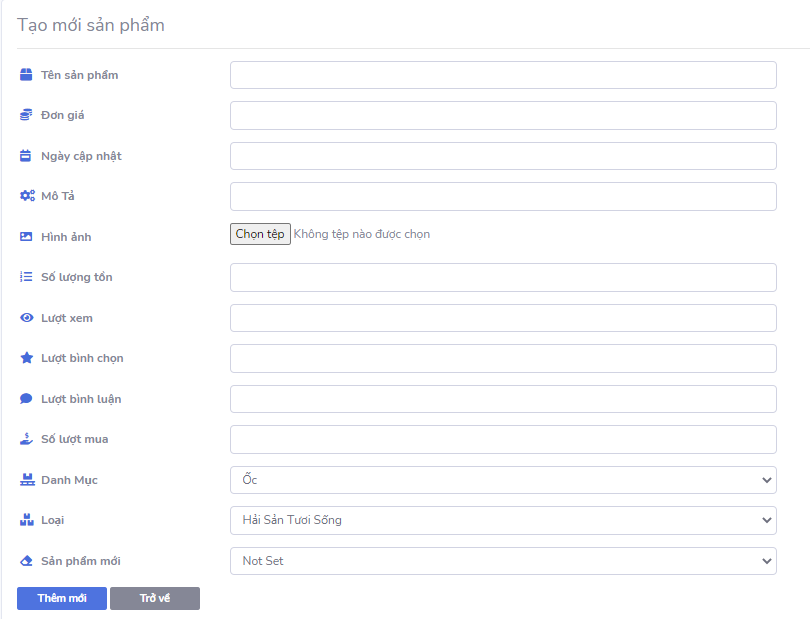 Tạo mới sản phẩm
Tên sản phẩm
Đơn giá
Ngày cập nhật
Mô Tả
Hình ảnh Chọn tệp Không tệp nào được chọn
Số lượng tồn
Lượt xem
Lượt bình chọn
Lượt bình luận
Số lượt mua
Danh Mục Ốc
Loại Hải Sản Tươi Sống
Sản phẩm mới Not Set
Thêm mới Trở về